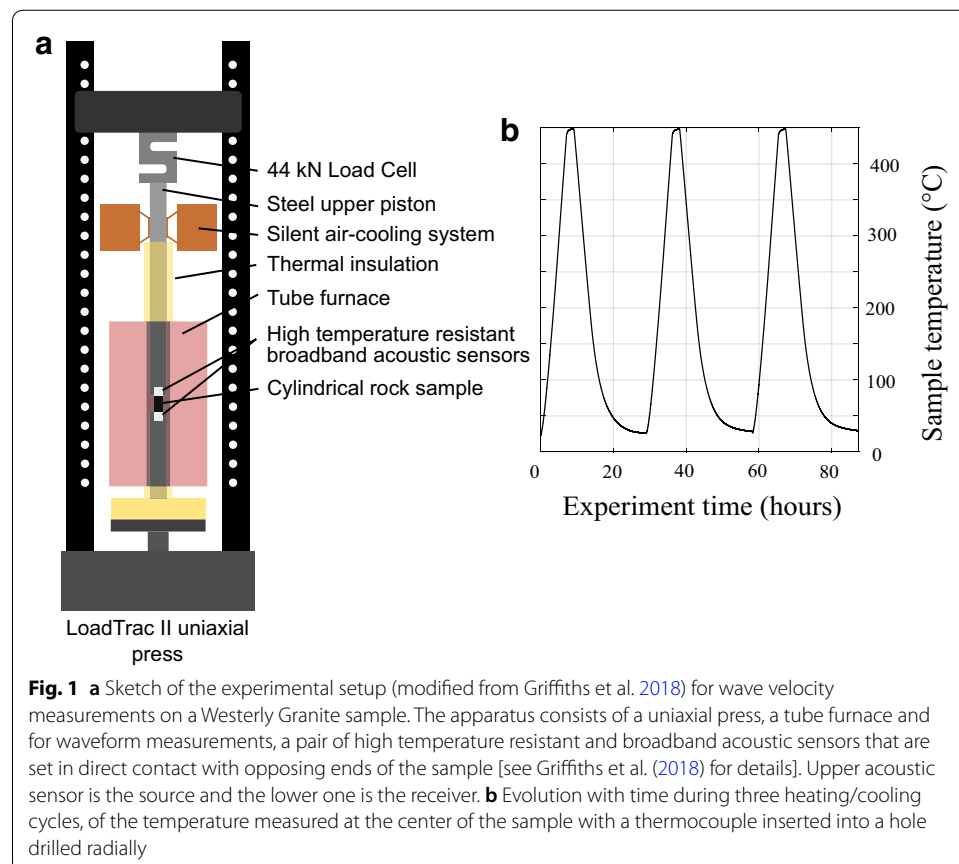 a
44 kN Load Cell
Steel upper piston
Silent air-cooling system
Thermal insulation
Tube furnace
High temperature resistant
broadband acoustic sensors
Cylindrical rock sample
LoadTrac II uniaxial
press
b
400
300
200
100
0
Sample temperature (°C)
0 20 40 60 80
Experiment time (hours)
Fig. 1 a Sketch of the experimental setup (modified from Griffiths et al. 2018) for wave velocity
measurements on a Westerly Granite sample. The apparatus consists of a uniaxial press, a tube furnace and
for waveform measurements, a pair of high temperature resistant and broadband acoustic sensors that are
set in direct contact with opposing ends of the sample [see Griffiths et al. (2018) for details]. Upper acoustic
sensor is the source and the lower one is the receiver. b Evolution with time during three heating/cooling
cycles, of the temperature measured at the center of the sample with a thermocouple inserted into a hole
drilled radially